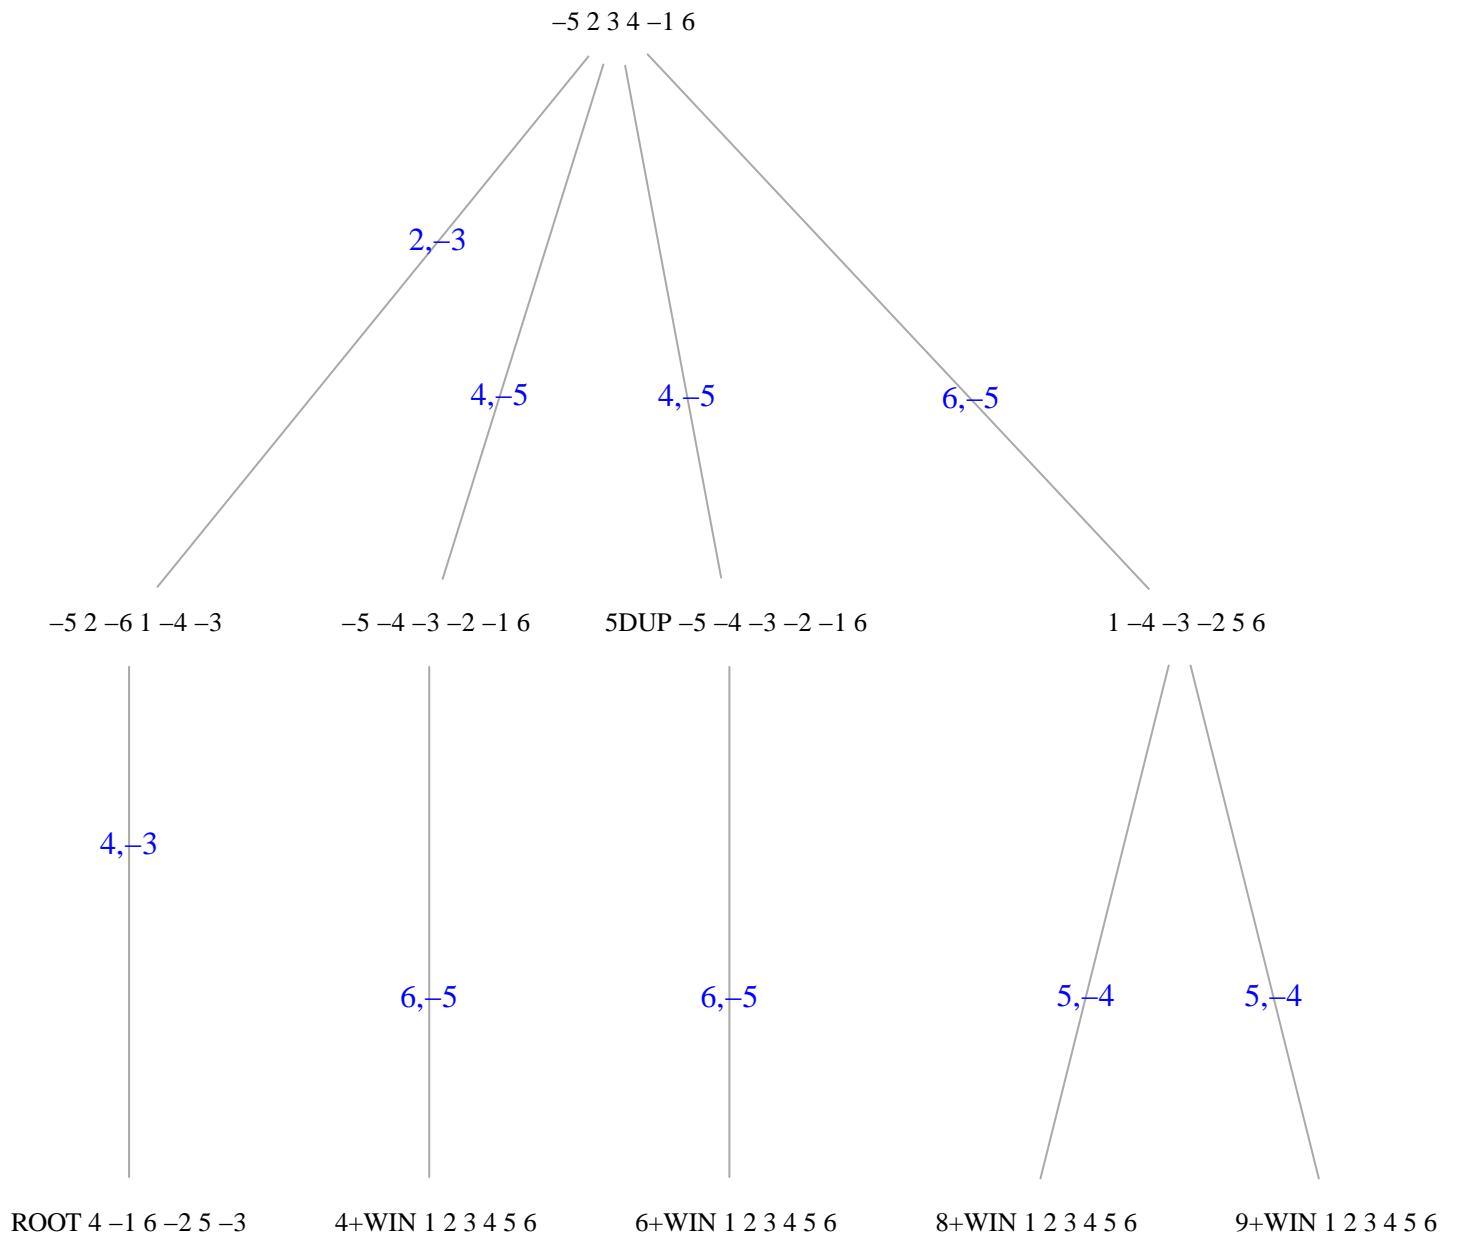 –5 2 3 4 –1 6
2,–3
4,–5
4,–5
6,–5
–5 2 –6 1 –4 –3
–5 –4 –3 –2 –1 6
5DUP –5 –4 –3 –2 –1 6
1 –4 –3 –2 5 6
4,–3
6,–5
6,–5
5,–4
5,–4
ROOT 4 –1 6 –2 5 –3
4+WIN 1 2 3 4 5 6
6+WIN 1 2 3 4 5 6
8+WIN 1 2 3 4 5 6
9+WIN 1 2 3 4 5 6